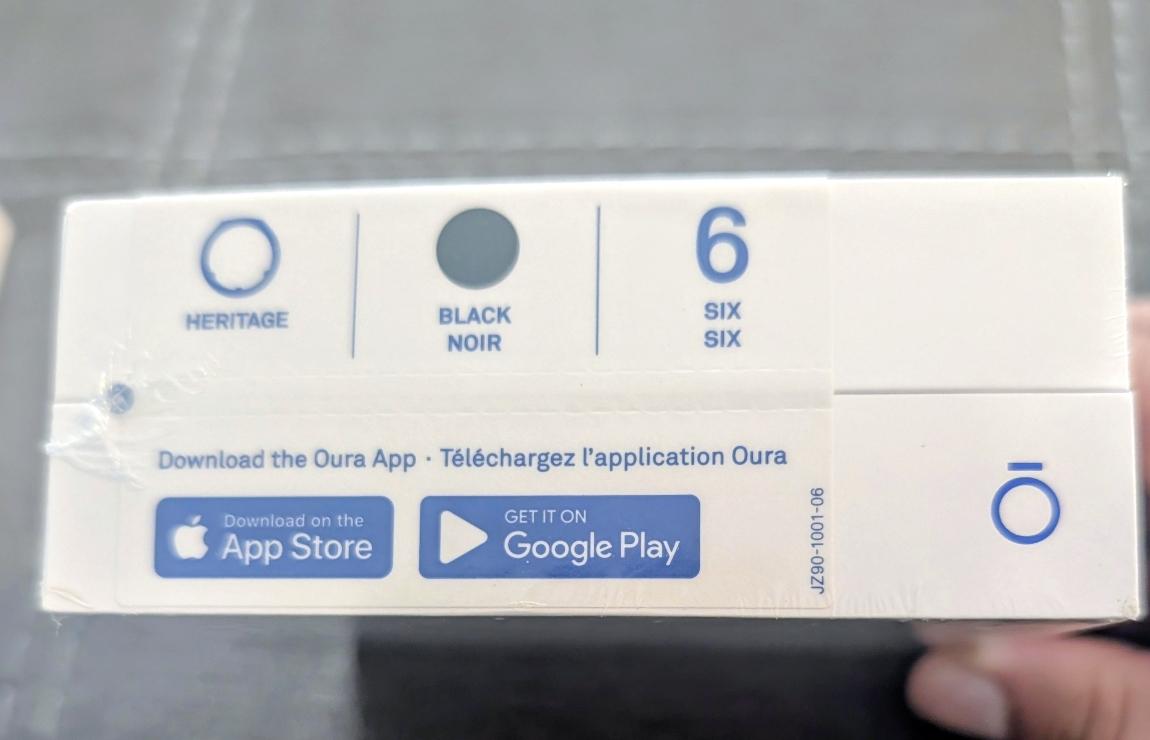 HERITAGE
BLACK
NOIR
6
SIX
SIX
Download the Oura App · Téléchargez l'application Oura
Download on the
App Store
GET IT ON
Google Play
JZ90-1001-06